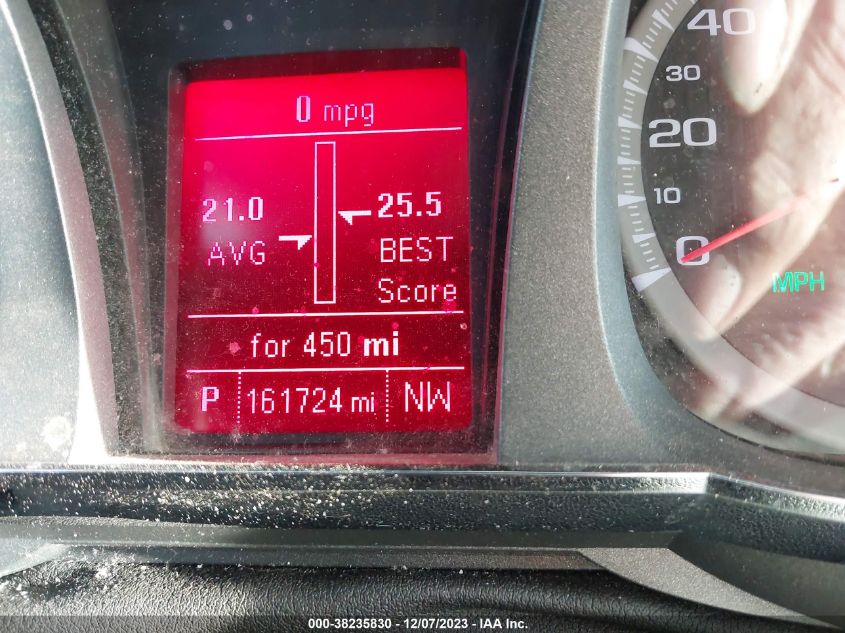 0 mpg
21.0
AVG
25.5
BEST
Score
for 450 mi
P 161724 mi NW
40
30
20
10
0
MPH
000-38235830 - 12/07/2023 - IAA Inc.